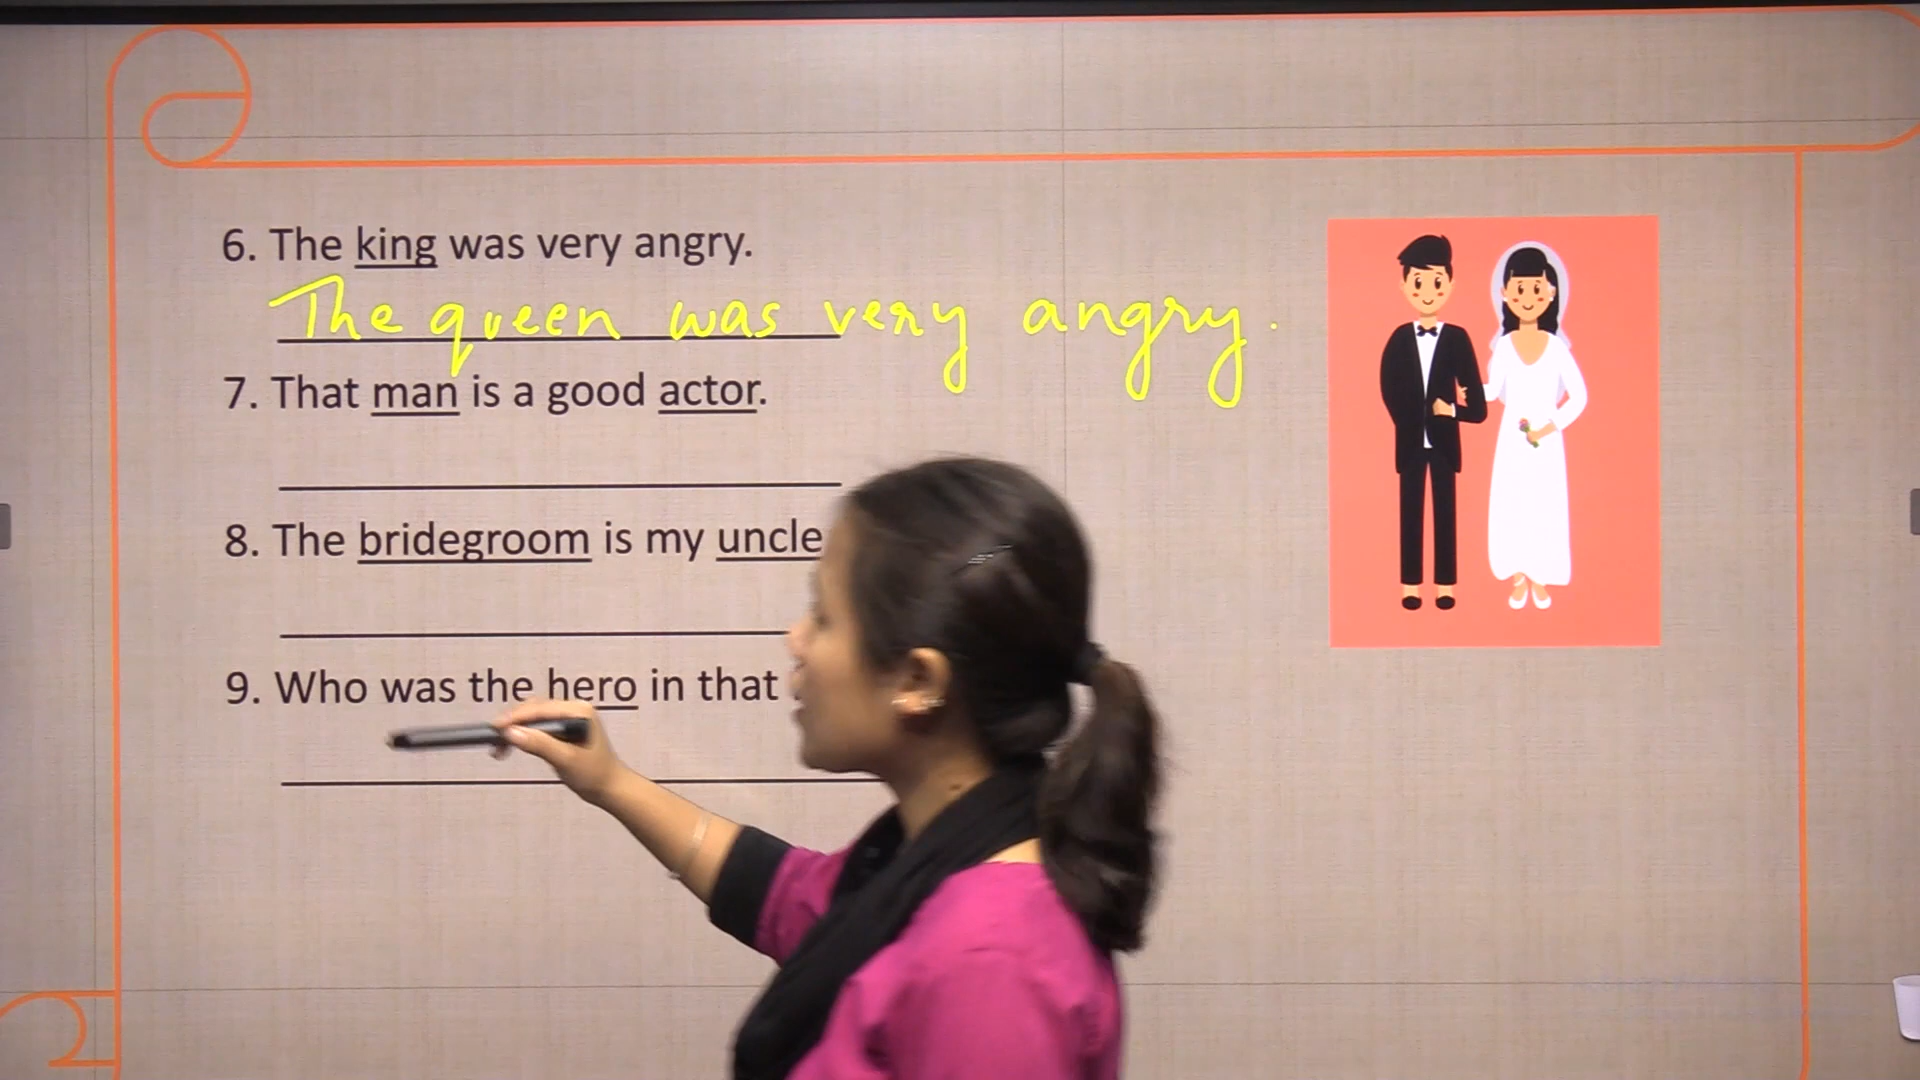 6. The king was very angry.
The queen was very angry.
7. That man is a good actor.
8. The bridegroom is my uncle
9. Who was the hero in that